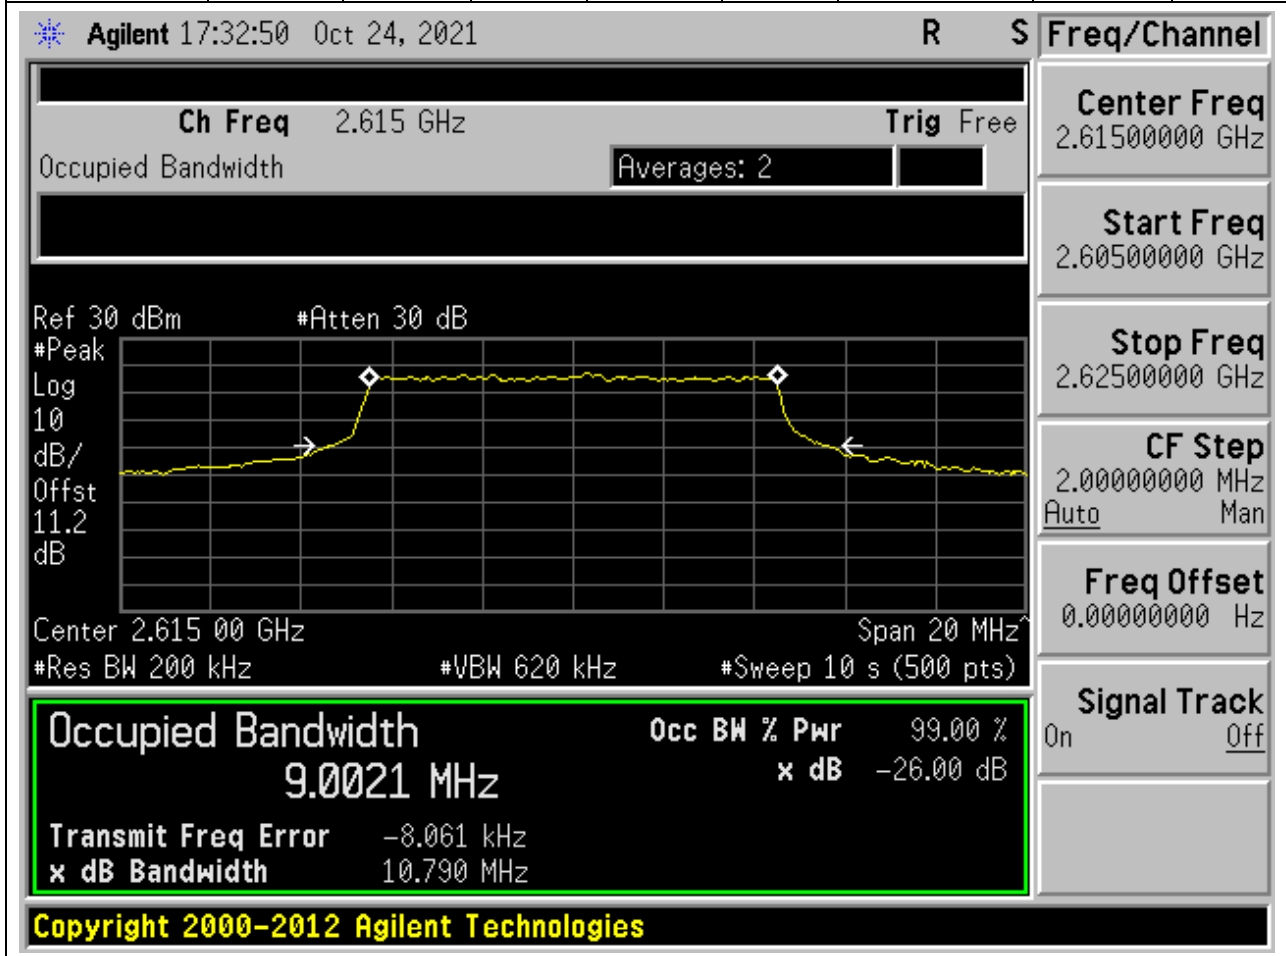 Agilent 17:32:50 Oct 24, 2021 R S
Ch Freq 2.615 GHz Trig Free
Occupied Bandwidth Averages: 2
Ref 30 dBm #Atten 30 dB
#Peak
Log
10
dB/
Offst
11.2
dB
Center 2.615 00 GHz Span 20 MHz^
#Res BW 200 kHz #VBW 620 kHz #Sweep 10 s (500 pts)
Occupied Bandwidth Occ BW % Pwr 99.00 %
9.0021 MHz x dB -26.00 dB
Transmit Freq Error -8.061 kHz
x dB Bandwidth 10.790 MHz
Copyright 2000-2012 Agilent Technologies
Freq/Channel
Center Freq
2.61500000 GHz
Start Freq
2.60500000 GHz
Stop Freq
2.62500000 GHz
CF Step
2.00000000 MHz
Auto Man
Freq Offset
0.00000000 Hz
Signal Track
On Off